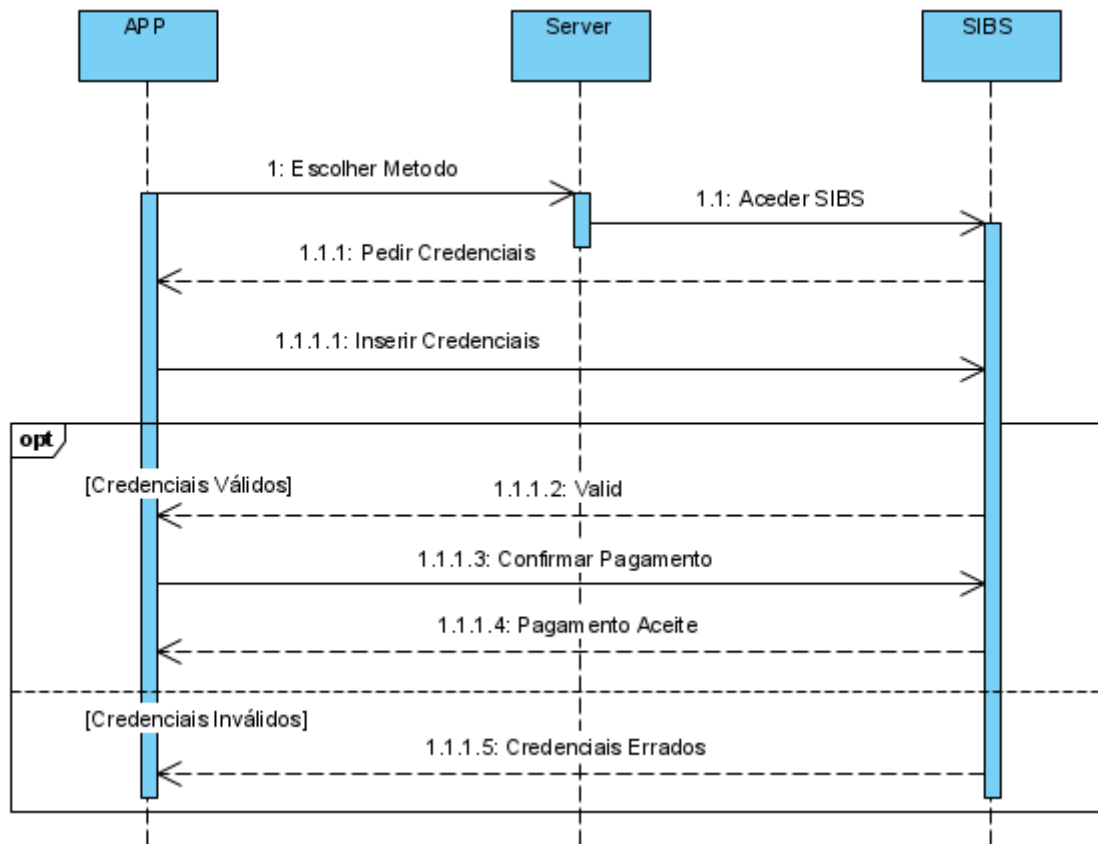 APP
Server
SIBS
1: Escolher Metodo
1.1: Aceder SIBS
1.1.1: Pedir Credenciais
1.1.1.1: Inserir Credenciais
opt
[Credenciais Válidos]
1.1.1.2: Valid
1.1.1.3: Confirmar Pagamento
1.1.1.4: Pagamento Aceite
[Credenciais Inválidos]
1.1.1.5: Credenciais Errados